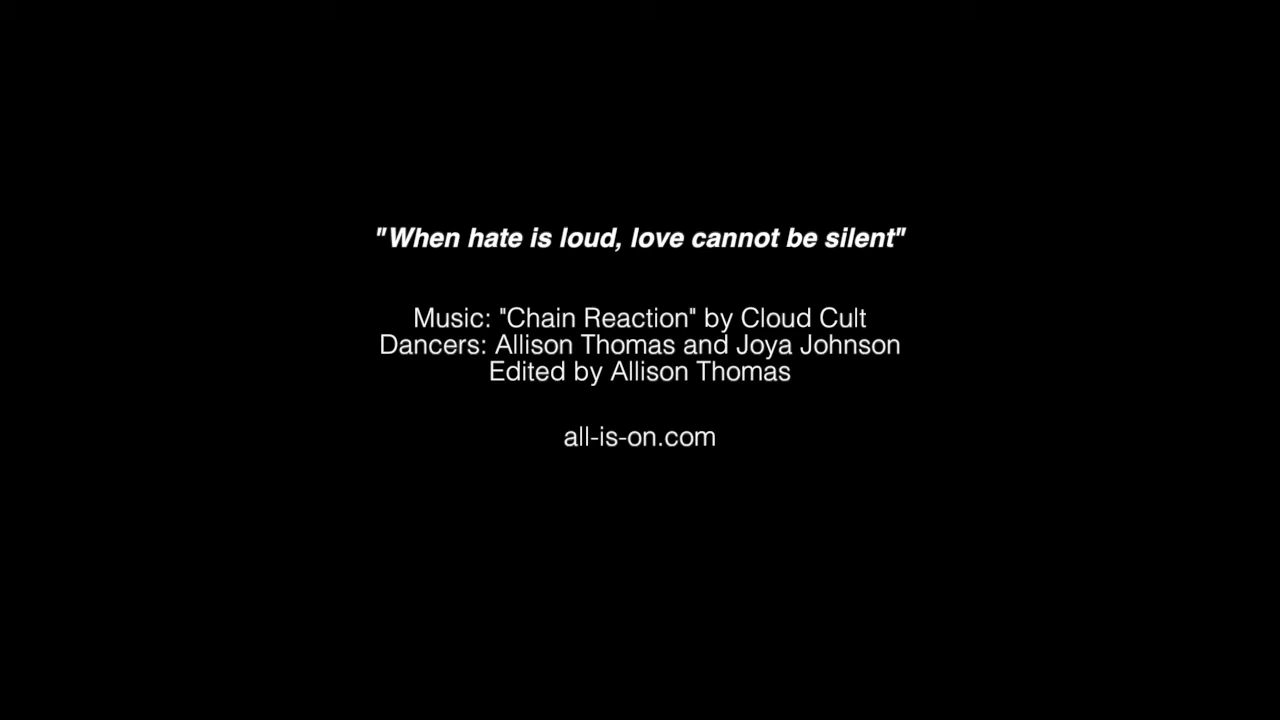 "When hate is loud, love cannot be silent"
Music: "Chain Reaction" by Cloud Cult
Dancers: Allison Thomas and Joya Johnson
Edited by Allison Thomas
all-is-on.com